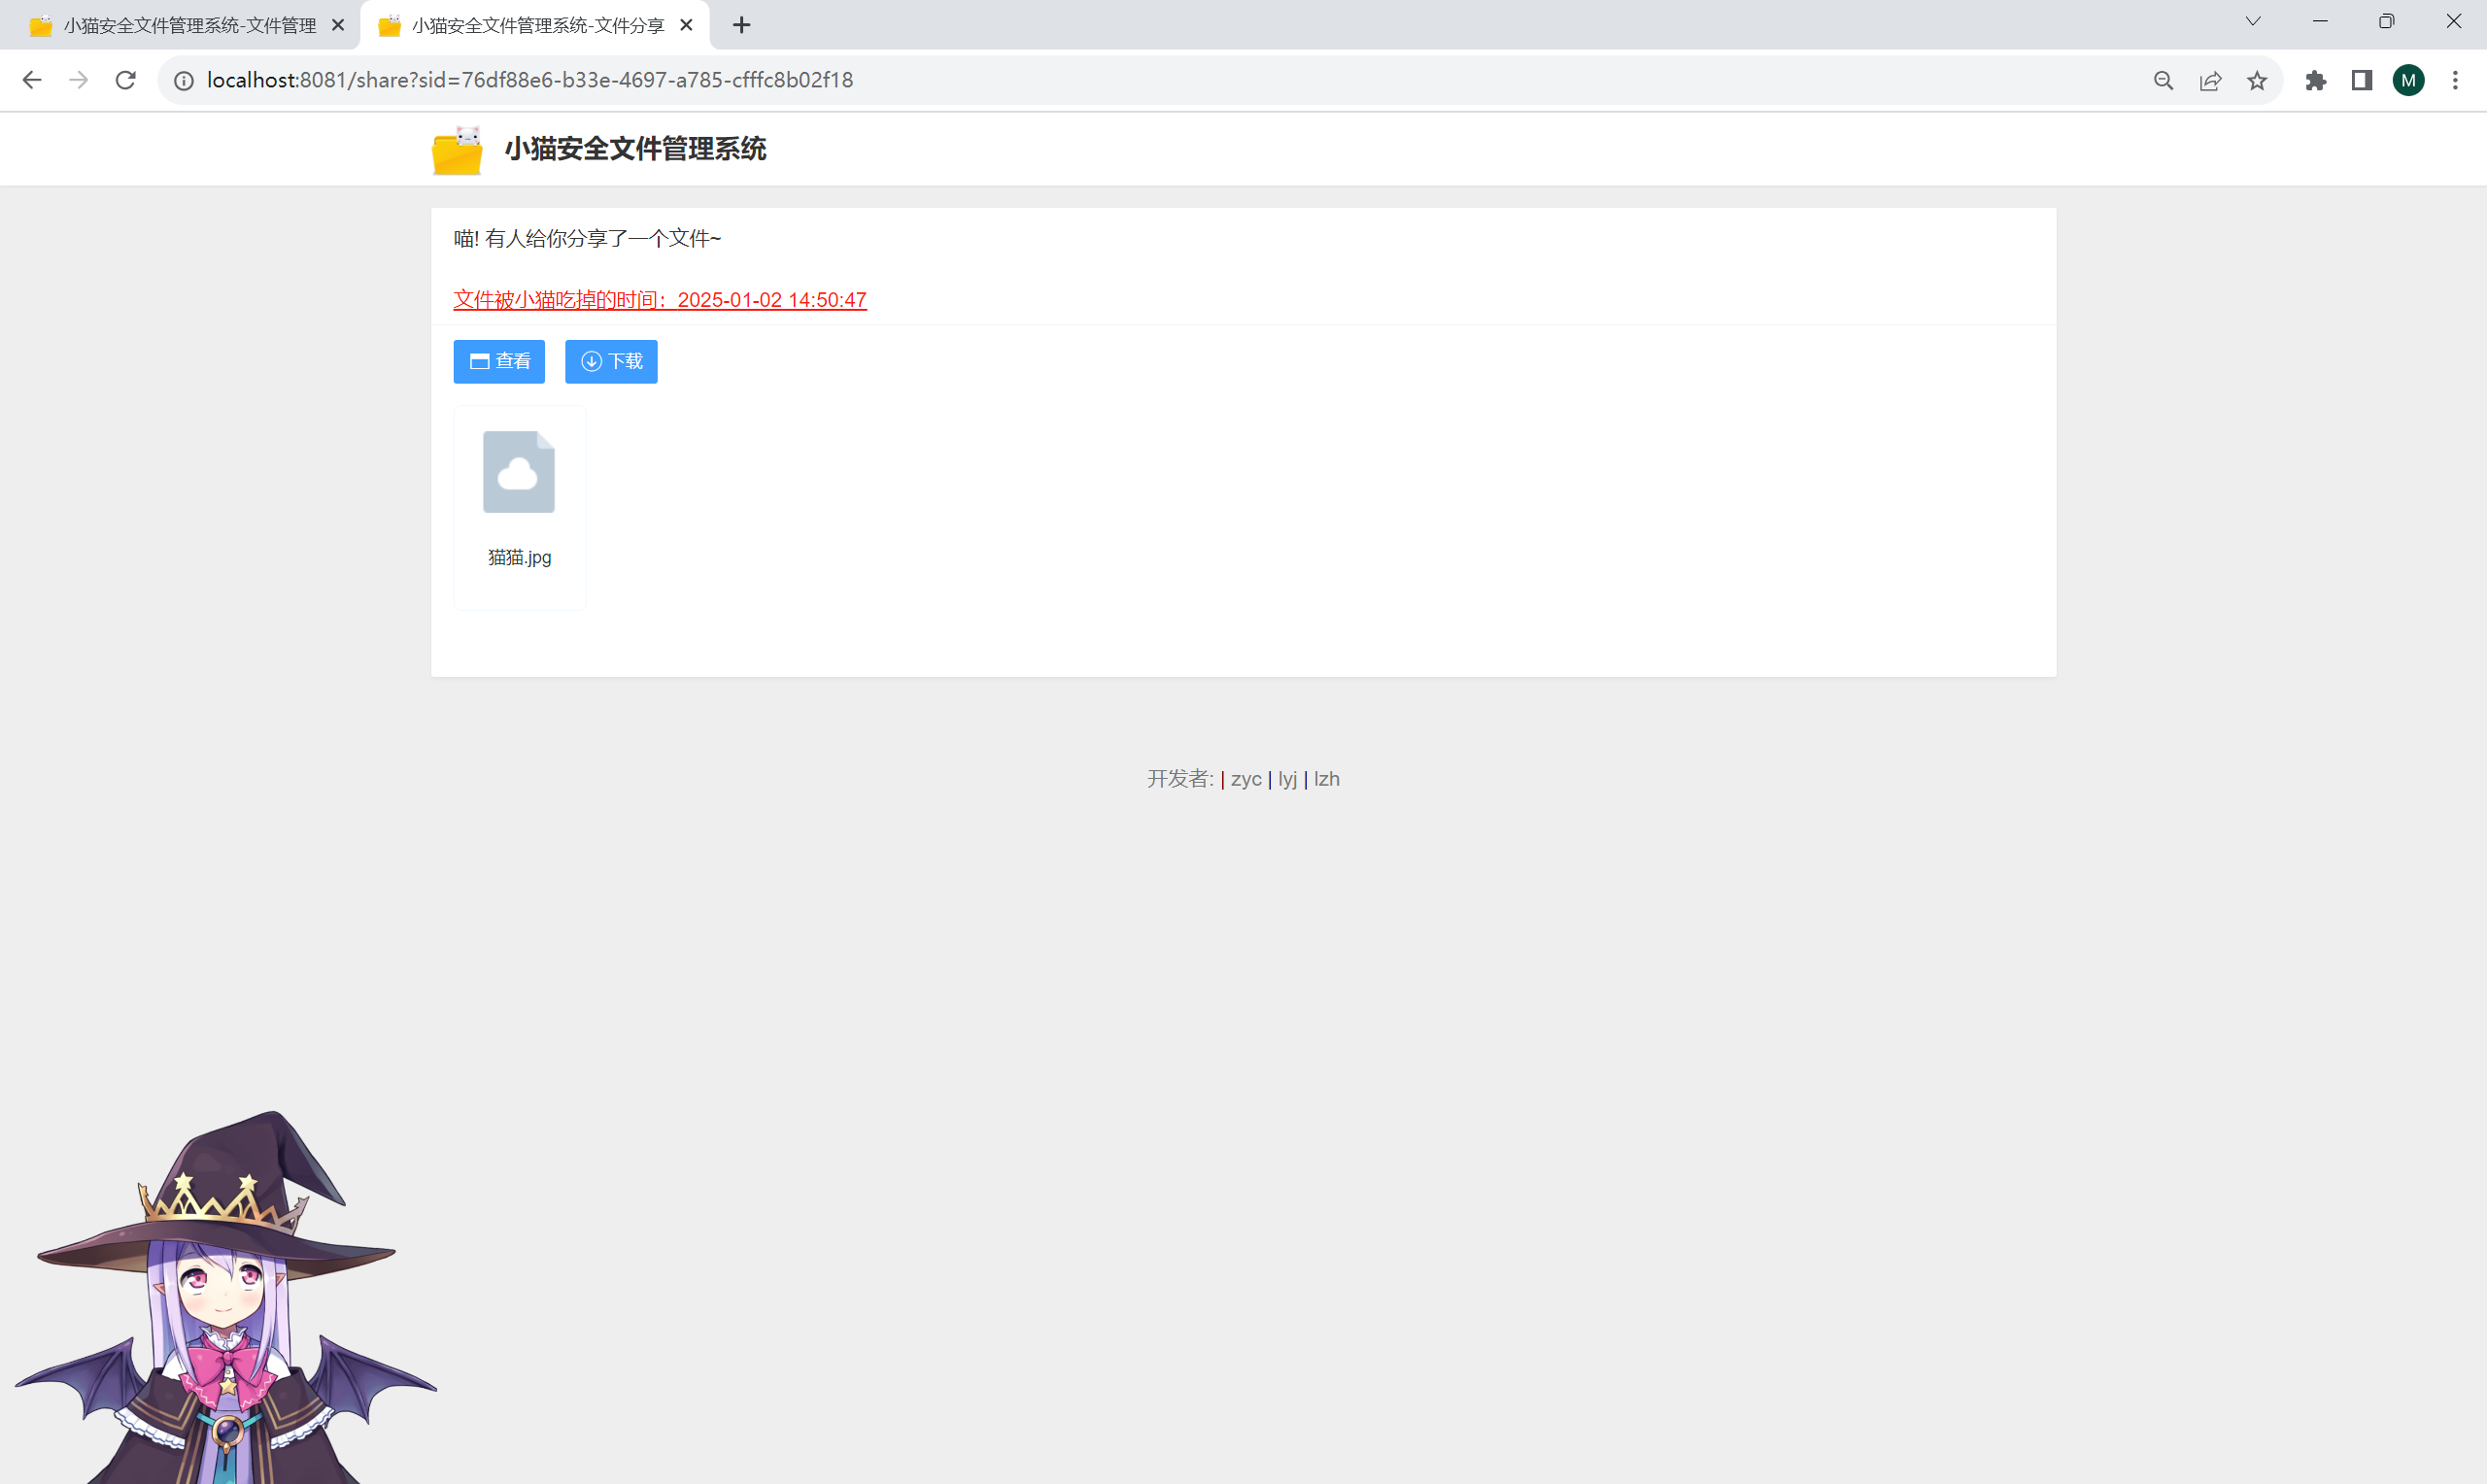 小猫安全文件管理系统-文件管理
小猫安全文件管理系统-文件分享
localhost:8081/share?sid=76df88e6-b33e-4697-a785-cfffc8b02f18
M
小猫安全文件管理系统
喵! 有人给你分享了一个文件~
文件被小猫吃掉的时间：2025-01-02 14:50:47
查看
下载
猫猫.jpg
开发者: | zyc | lyj | lzh